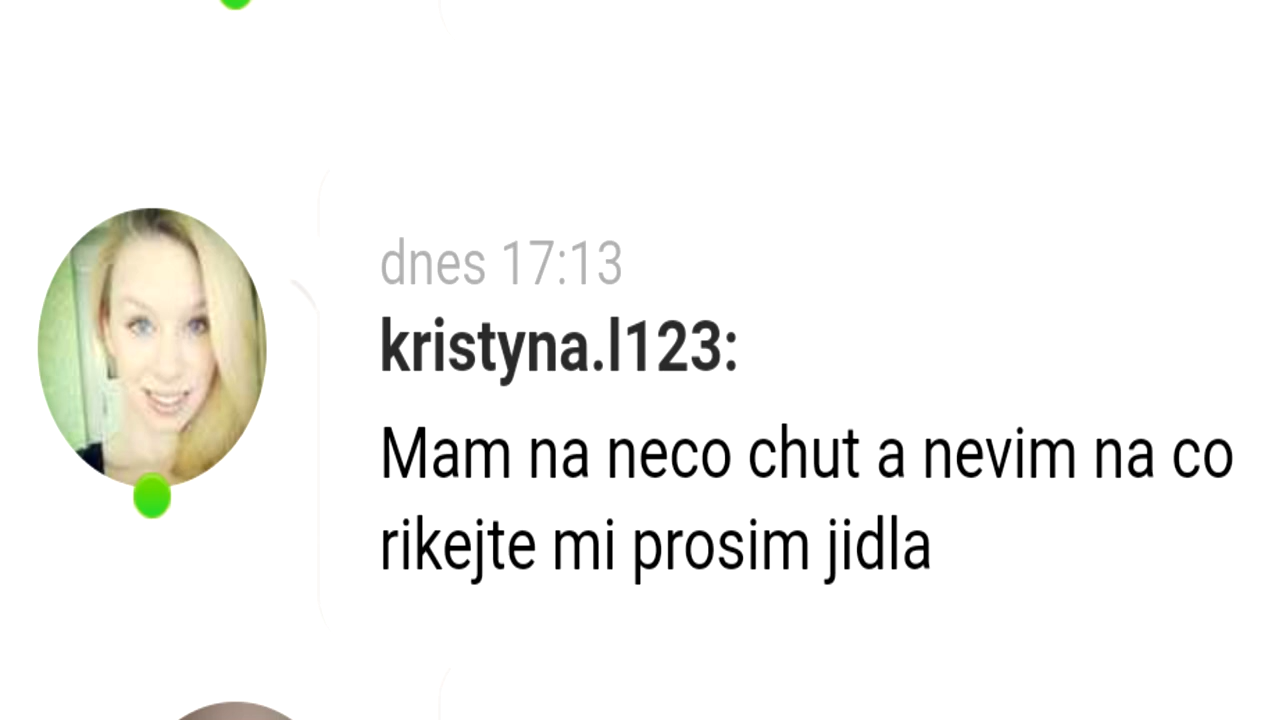 dnes 17:13
kristyna.l123:
Mam na neco chut a nevim na co
rikejte mi prosim jidla